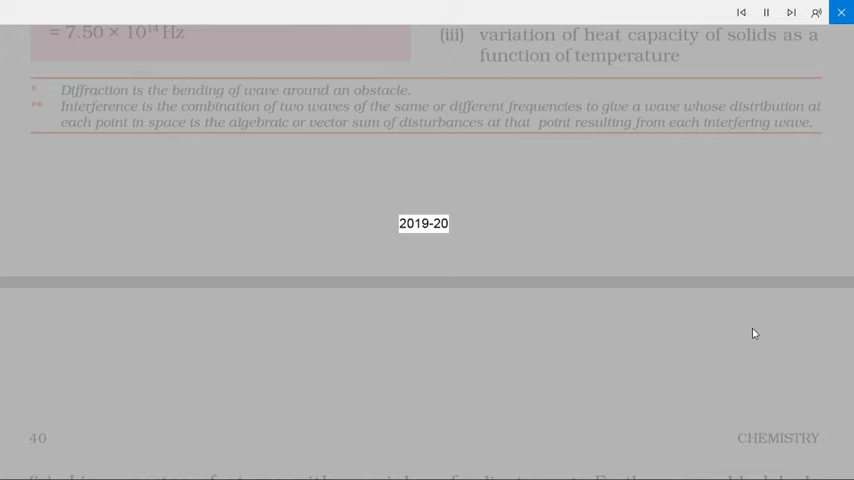 = 7.50 × 10¹⁴ Hz
(iii) variation of heat capacity of solids as a
function of temperature
* Diffraction is the bending of wave around an obstacle.
** Interference is the combination of two waves of the same or different frequencies to give a wave whose distribution at
each point in space is the algebraic or vector sum of disturbances at that point resulting from each interfering wave.
2019-20
40 CHEMISTRY